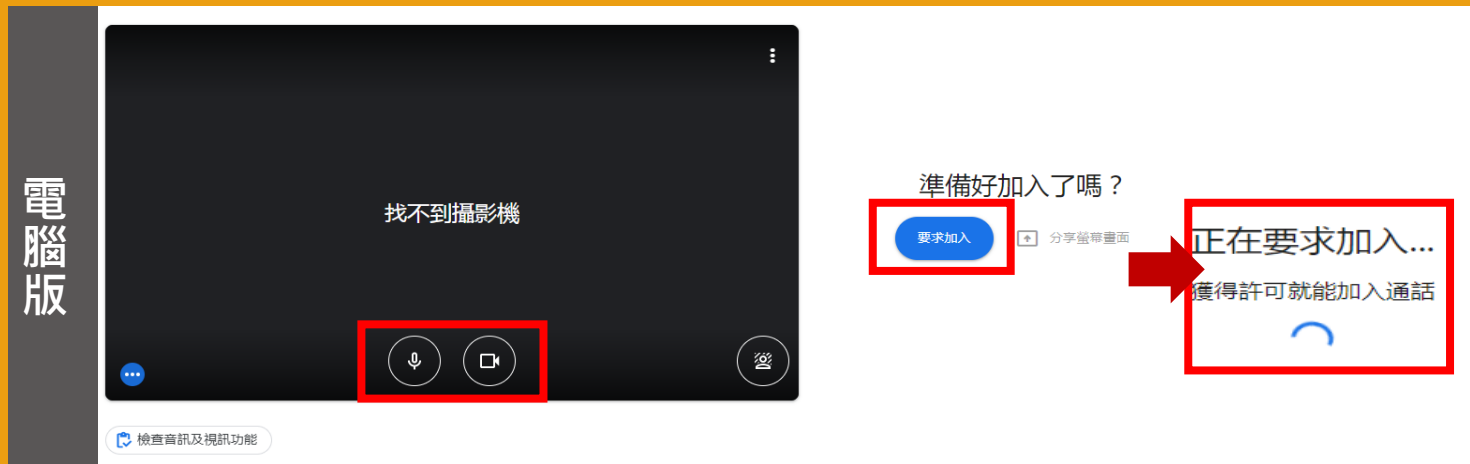 電腦版
找不到攝影機
檢查音訊及視訊功能
準備好加入了嗎？
要求加入
分享螢幕畫面
正在要求加入...
獲得許可就能加入通話